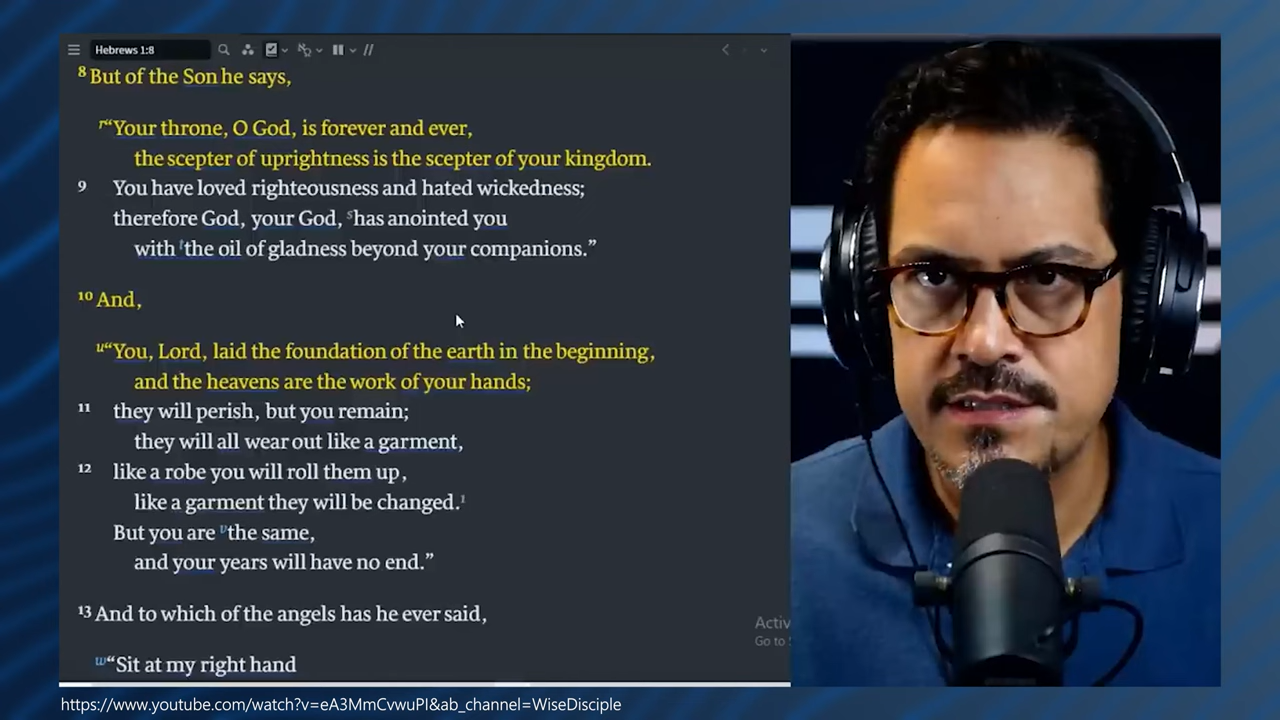 Hebrews 1:8
8 But of the Son he says,
r“Your throne, O God, is forever and ever,
the scepter of uprightness is the scepter of your kingdom.
9 You have loved righteousness and hated wickedness;
therefore God, your God, s has anointed you
with t the oil of gladness beyond your companions.”
10 And,
u“You, Lord, laid the foundation of the earth in the beginning,
and the heavens are the work of your hands;
11 they will perish, but you remain;
they will all wear out like a garment,
12 like a robe you will roll them up,
like a garment they will be changed.1
But you are v the same,
and your years will have no end.”
13 And to which of the angels has he ever said,
w“Sit at my right hand
Activ
Go to
https://www.youtube.com/watch?v=eA3MmCvwuPI&ab_channel=WiseDisciple